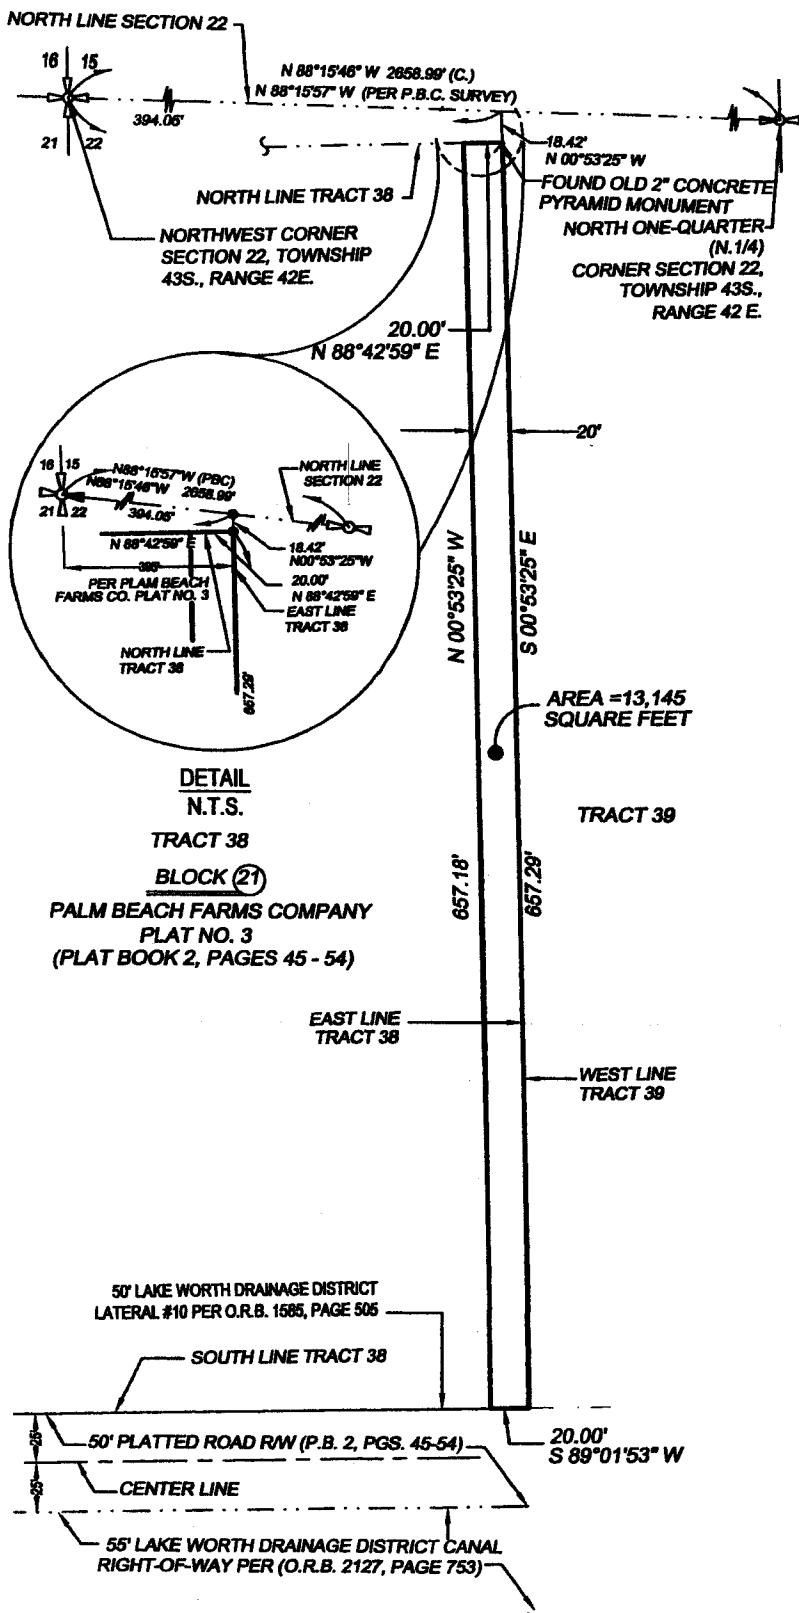 NORTH LINE SECTION 22
16 15
21 22
N 88°15'46" W 2658.99' (C.)
N 88°15'57" W (PER P.B.C. SURVEY)
394.06'
18.42'
N 00°53'25" W
NORTH LINE TRACT 38
FOUND OLD 2" CONCRETE
PYRAMID MONUMENT
NORTHWEST CORNER
SECTION 22, TOWNSHIP
43S., RANGE 42E.
NORTH ONE-QUARTER
(N.1/4)
CORNER SECTION 22,
TOWNSHIP 43S.,
RANGE 42 E.
20.00'
N 88°42'59" E
20'
16 15
21 22
N88°15'57"W (PBC)
N88°15'46"W 2658.99'
394.06'
NORTH LINE
SECTION 22
N 88°42'59" E
18.42'
N00°53'25"W
395'
PER PLAM BEACH
FARMS CO. PLAT NO. 3
20.00'
N 88°42'59" E
EAST LINE
TRACT 38
NORTH LINE
TRACT 38
657.29'
N 00°53'25" W
S 00°53'25" E
AREA =13,145
SQUARE FEET
DETAIL
N.T.S.
TRACT 38
TRACT 39
BLOCK 21
PALM BEACH FARMS COMPANY
PLAT NO. 3
(PLAT BOOK 2, PAGES 45 - 54)
657.18'
657.29'
EAST LINE
TRACT 38
WEST LINE
TRACT 39
50' LAKE WORTH DRAINAGE DISTRICT
LATERAL #10 PER O.R.B. 1585, PAGE 505
SOUTH LINE TRACT 38
25'
50' PLATTED ROAD R/W (P.B. 2, PGS. 45-54)
20.00'
S 89°01'53" W
25'
CENTER LINE
55' LAKE WORTH DRAINAGE DISTRICT CANAL
RIGHT-OF-WAY PER (O.R.B. 2127, PAGE 753)